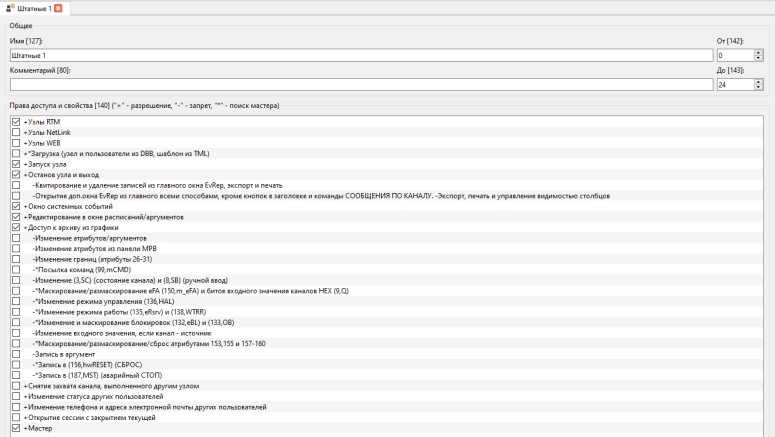 Штатные 1
Общее
Имя [127]:
От [142]:
Штатные 1
0
Комментарий [80]:
До [143]:
24
Права доступа и свойства [140] ("+" - разрешение, "-" - запрет, "*" - поиск мастера)
+Узлы RTM
+Узлы NetLink
+Узлы WEB
+*Загрузка (узел и пользователи из DBB, шаблон из TML)
+Запуск узла
+Останов узла и выход
-Квитирование и удаление записей из главного окна EvRep, экспорт и печать
-Открытие доп.окна EvRep из главного всеми способами, кроме кнопок в заголовке и команды СООБЩЕНИЯ ПО КАНАЛУ. -Экспорт, печать и управление видимостью столбцов
+Окно системных событий
+Редактирование в окне расписаний/аргументов
+Доступ к архиву из графики
-Изменение атрибутов/аргументов
-Изменение атрибутов из панели МРВ
-Изменение границ (атрибуты 26-31)
-*Посылка команд (99,mCMD)
-Изменение (3,SC) (состояние канала) и (8,SB) (ручной ввод)
-*Маскирование/размаскирование eFA (150,m_eFA) и битов входного значения каналов HEX (9,Q)
-*Изменение режима управления (136,HAL)
-*Изменение режима работы (135,eRsrv) и (138,WTRR)
-*Изменение и маскирование блокировок (132,eBL) и (133,OB)
-Изменение входного значения, если канал - источник
-*Маскирование/размаскирование/сброс атрибутами 153,155 и 157-160
-Запись в аргумент
-*Запись в (156,hwRESET) (СБРОС)
-*Запись в (187,MST) (аварийный СТОП)
+Снятие захвата канала, выполненного другим узлом
+Изменение статуса других пользователей
+Изменение телефона и адреса электронной почты других пользователей
+Открытие сессии с закрытием текущей
+Мастер